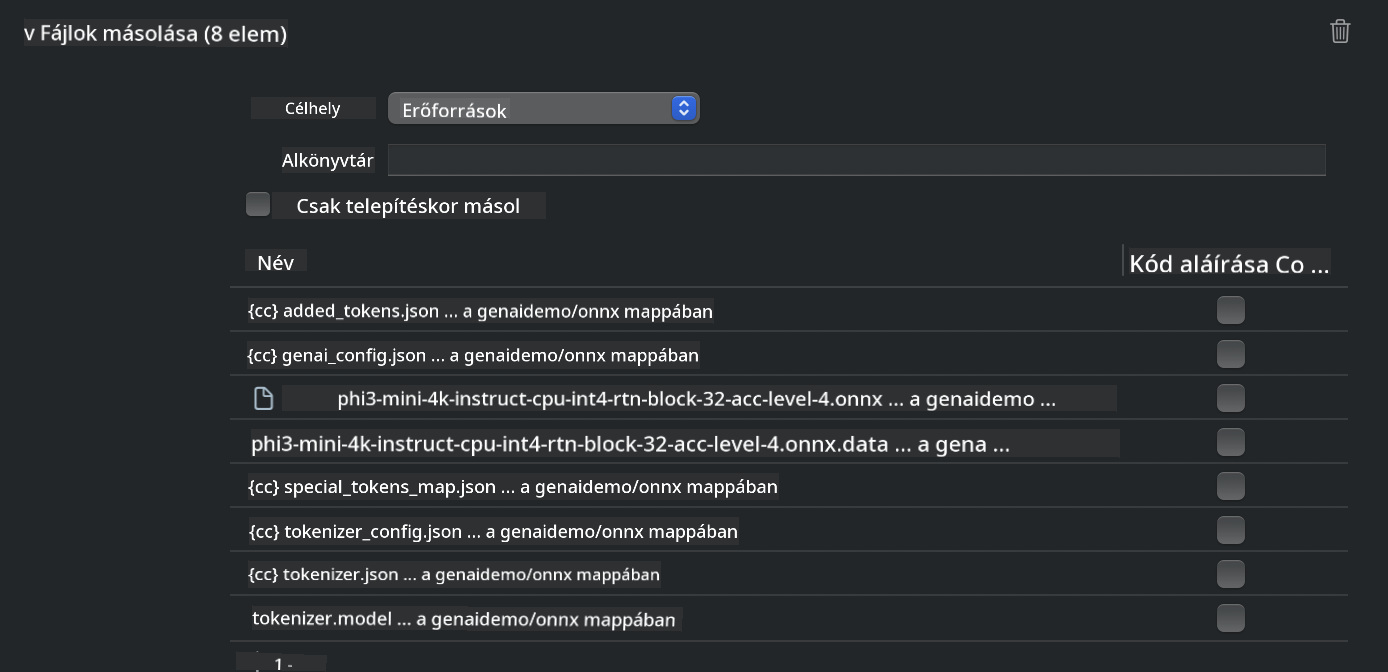 v Fájlok másolása (8 elem)
Célhely Erőforrások
Alkönyvtár
Csak telepítéskor másol
Név Kód aláírása Co ...
{cc} added_tokens.json ... a genaidemo/onnx mappában
{cc} genai_config.json ... a genaidemo/onnx mappában
phi3-mini-4k-instruct-cpu-int4-rtn-block-32-acc-level-4.onnx ... a genaidemo ...
phi3-mini-4k-instruct-cpu-int4-rtn-block-32-acc-level-4.onnx.data ... a gena ...
{cc} special_tokens_map.json ... a genaidemo/onnx mappában
{cc} tokenizer_config.json ... a genaidemo/onnx mappában
{cc} tokenizer.json ... a genaidemo/onnx mappában
tokenizer.model ... a genaidemo/onnx mappában
1 -